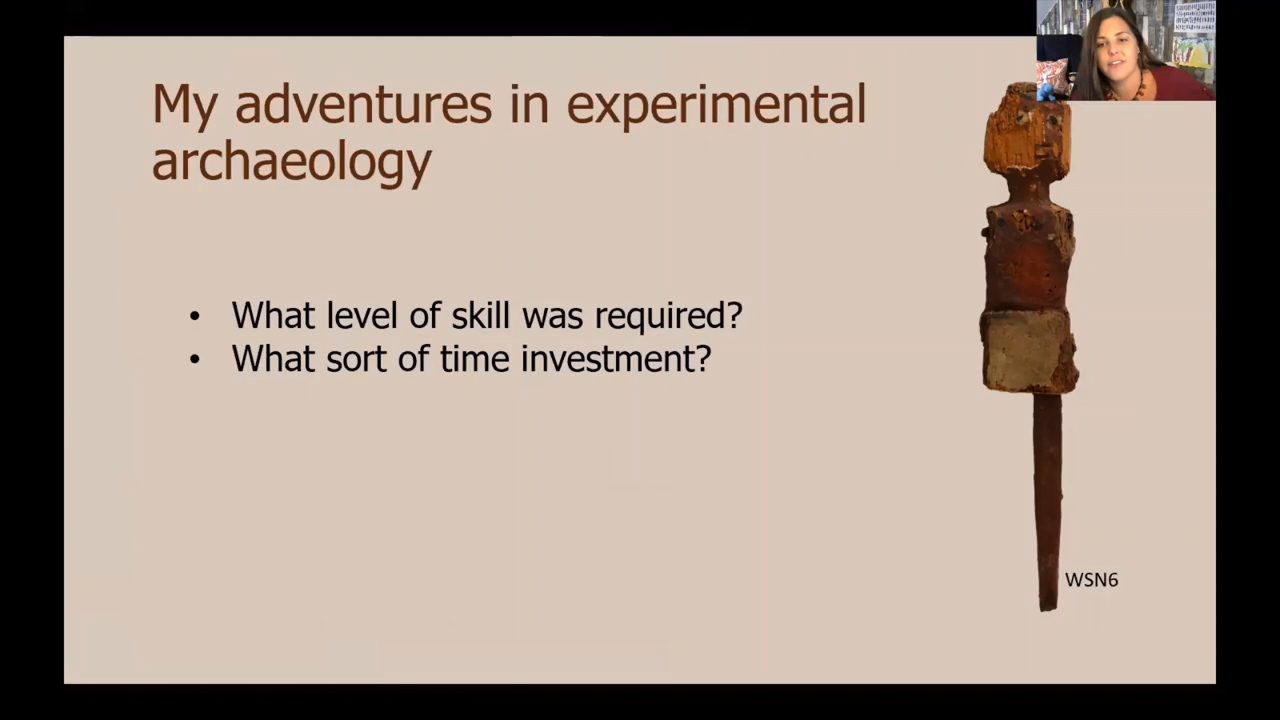 My adventures in experimental
archaeology
• What level of skill was required?
• What sort of time investment?
WSN6